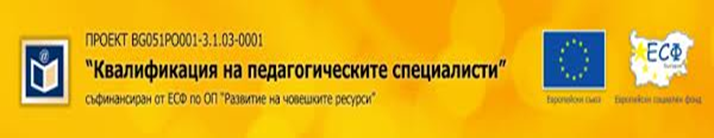 ПРОЕКТ BG051PO001-3.1.03-0001
“Квалификация на педагогическите специалисти”
съфинансиран от ЕСФ по ОП "Развитие на човешките ресурси"
@
ЕСФ
България
Европейски съюз
Европейски социален фонд